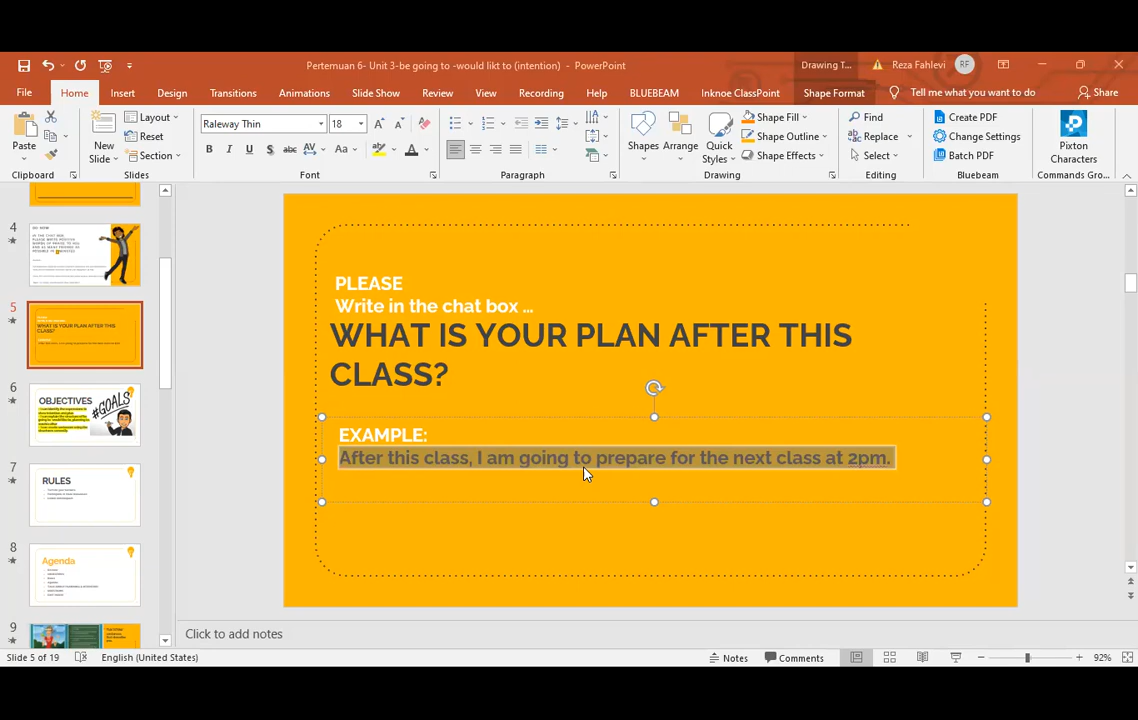 Pertemuan 6- Unit 3-be going to -would likt to (intention) - PowerPoint
Drawing T...
Reza Fahlevi
RF
File
Home
Insert
Design
Transitions
Animations
Slide Show
Review
View
Recording
Help
BLUEBEAM
Inknoe ClassPoint
Shape Format
Tell me what you want to do
Share
Paste
Clipboard
New
Slide
Layout
Reset
Section
Slides
Raleway Thin
18
Font
Paragraph
Shapes
Arrange
Quick
Styles
Shape Fill
Shape Outline
Shape Effects
Drawing
Find
Replace
Select
Editing
Create PDF
Change Settings
Batch PDF
Bluebeam
Pixton
Characters
Commands Gro...
4
5
6
OBJECTIVES
#GOALS
7
RULES
8
Agenda
9
PLEASE
Write in the chat box ...
WHAT IS YOUR PLAN AFTER THIS
CLASS?
EXAMPLE:
After this class, I am going to prepare for the next class at 2pm.
Click to add notes
Slide 5 of 19
English (United States)
Notes
Comments
92%